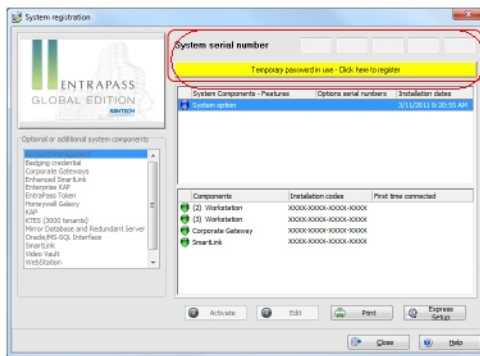 System registration
System serial number
Temporary password in use - Click here to register
ENTRAPASS
GLOBAL EDITION
KANTECH
System Components - Features Options serial numbers Installation dates
System option 3/11/2011 9:20:55 AM
Optional or additional system components
Badging credential
Corporate Gateways
Enhanced SmartLink
Enterprise KAP
EntraPass Token
Honeywell Galaxy
KAP
KTES (3000 tenants)
Mirror Database and Redundant Server
Oracle/MS-SQL Interface
SmartLink
Video Vault
WebStation
Components Installation codes First time connected
(2) Workstation XXXX-XXXX-XXXX-XXXX
(3) Workstation XXXX-XXXX-XXXX-XXXX
Corporate Gateway XXXX-XXXX-XXXX-XXXX
SmartLink XXXX-XXXX-XXXX-XXXX
Activate
Edit
Print
Express Setup
Close
Help